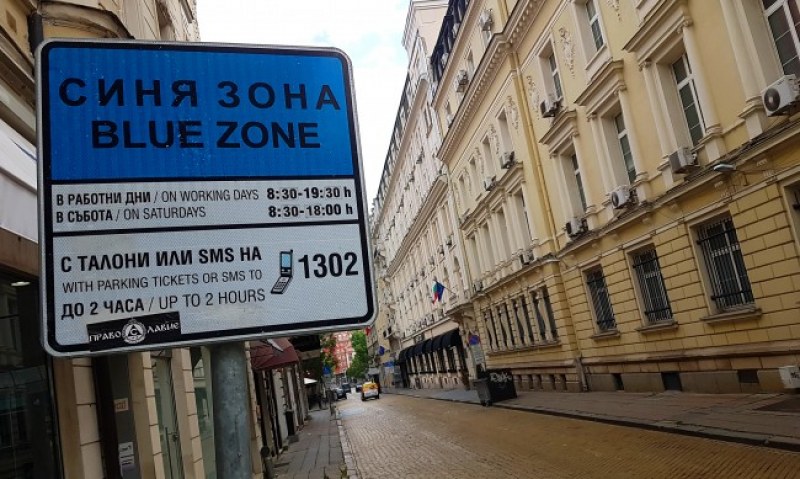 СИНЯ ЗОНА
BLUE ZONE
В РАБОТНИ ДНИ / ON WORKING DAYS 8:30-19:30 h
В СЪБОТА / ON SATURDAYS 8:30-18:00 h
С ТАЛОНИ ИЛИ SMS НА 1302
WITH PARKING TICKETS OR SMS TO
ДО 2 ЧАСА / UP TO 2 HOURS
ПРАВО СЛАВИЕ